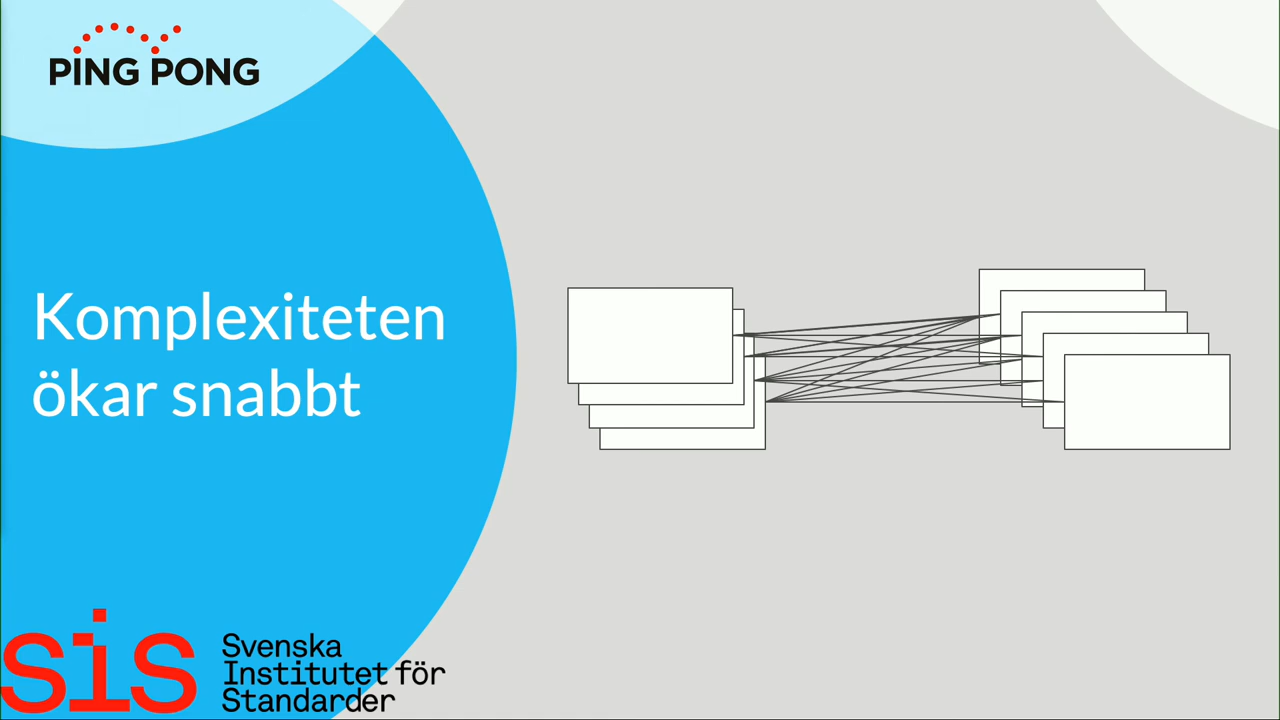 PING PONG
Komplexiteten
ökar snabbt
sis
Svenska
Institutet för
Standarder